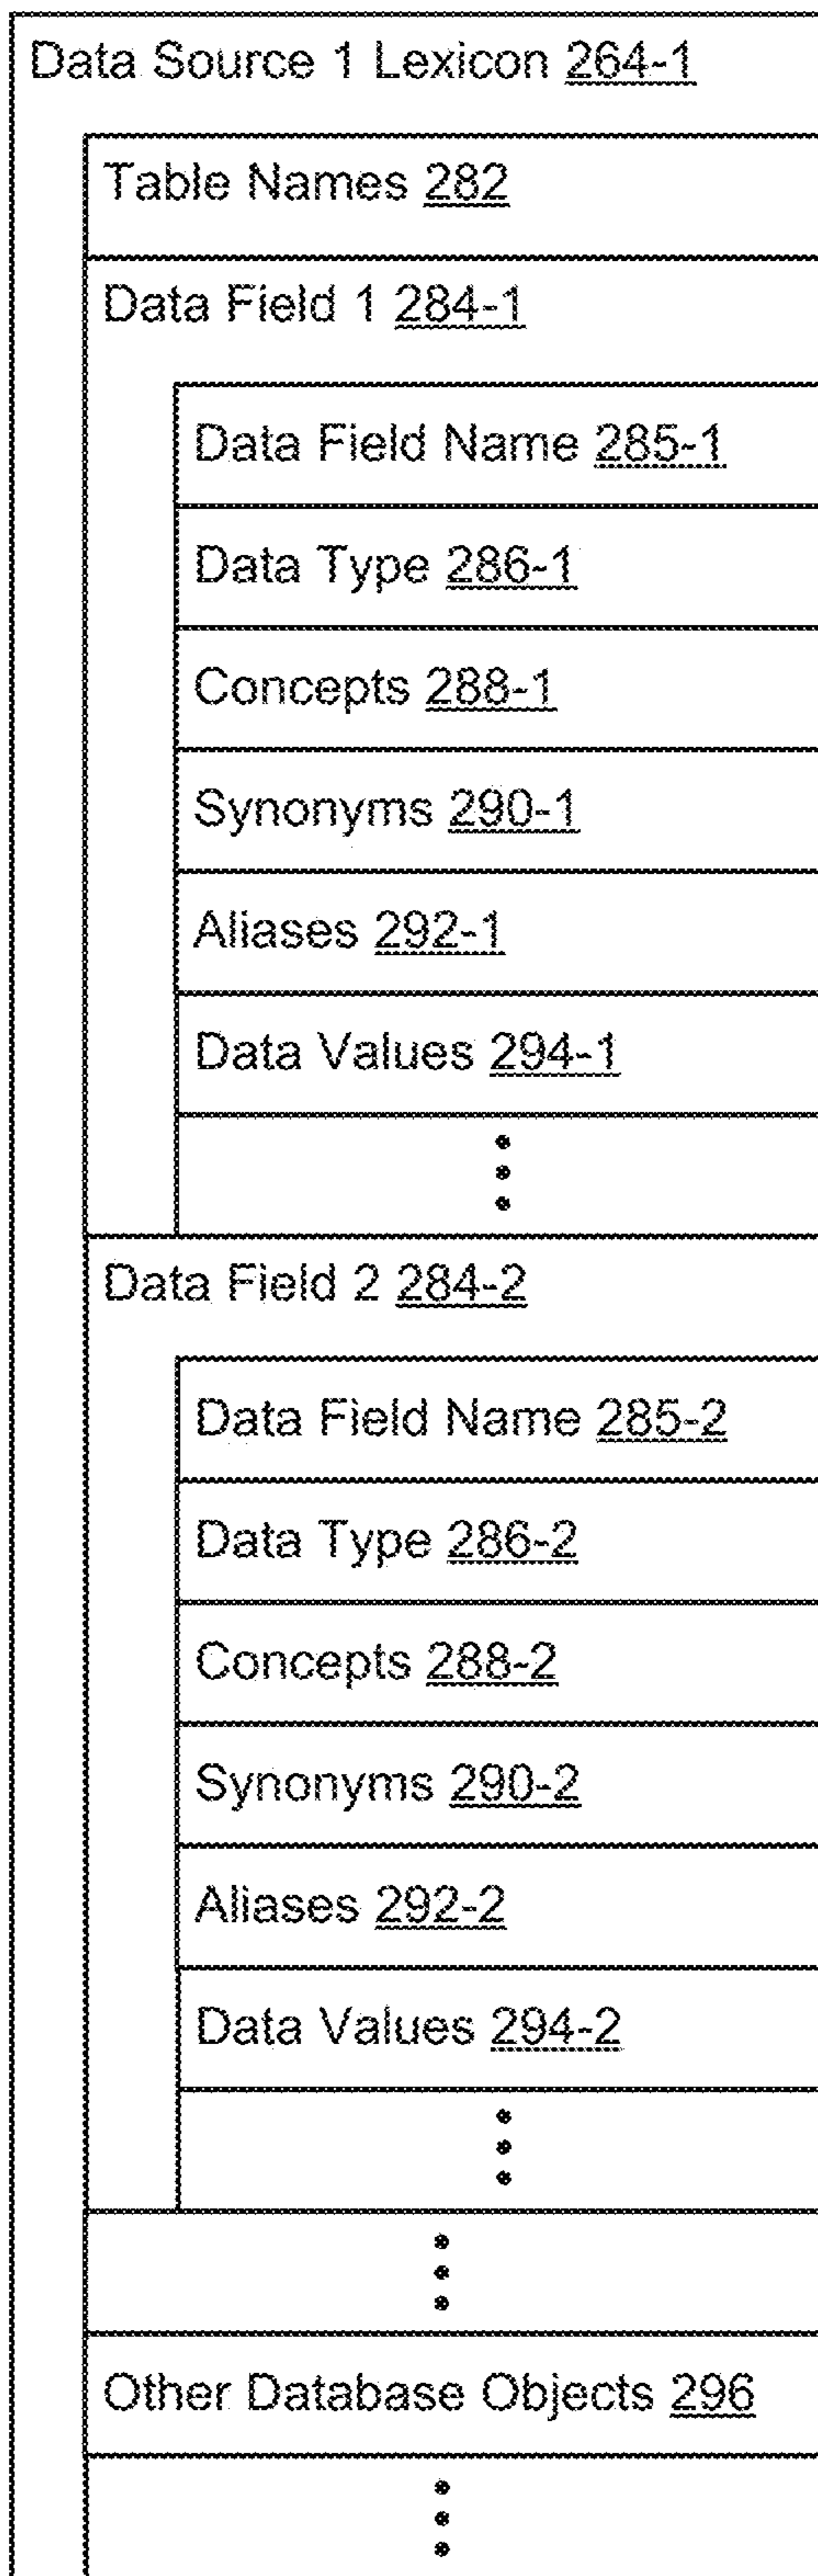 Data Source 1 Lexicon 264-1
Table Names 282
Data Field 1 284-1
Data Field Name 285-1
Data Type 286-1
Concepts 288-1
Synonyms 290-1
Aliases 292-1
Data Values 294-1
Data Field 2 284-2
Data Field Name 285-2
Data Type 286-2
Concepts 288-2
Synonyms 290-2
Aliases 292-2
Data Values 294-2
Other Database Objects 296